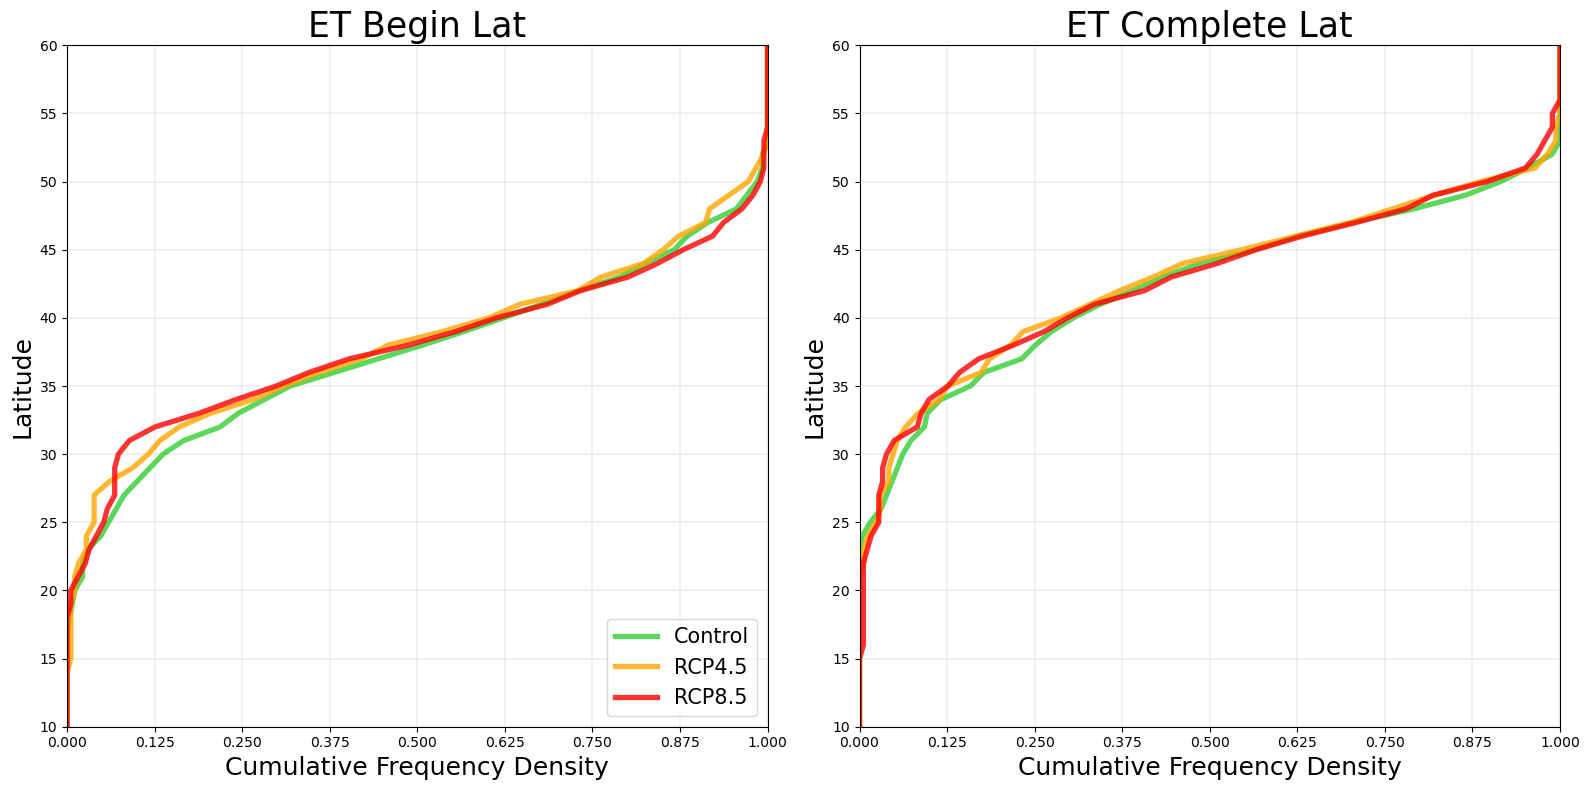 ET Begin Lat
60
55
50
45
40
35
30
25
20
15
10
Latitude
0.000 0.125 0.250 0.375 0.500 0.625 0.750 0.875 1.000
Cumulative Frequency Density
Control
RCP4.5
RCP8.5
ET Complete Lat
60
55
50
45
40
35
30
25
20
15
10
Latitude
0.000 0.125 0.250 0.375 0.500 0.625 0.750 0.875 1.000
Cumulative Frequency Density